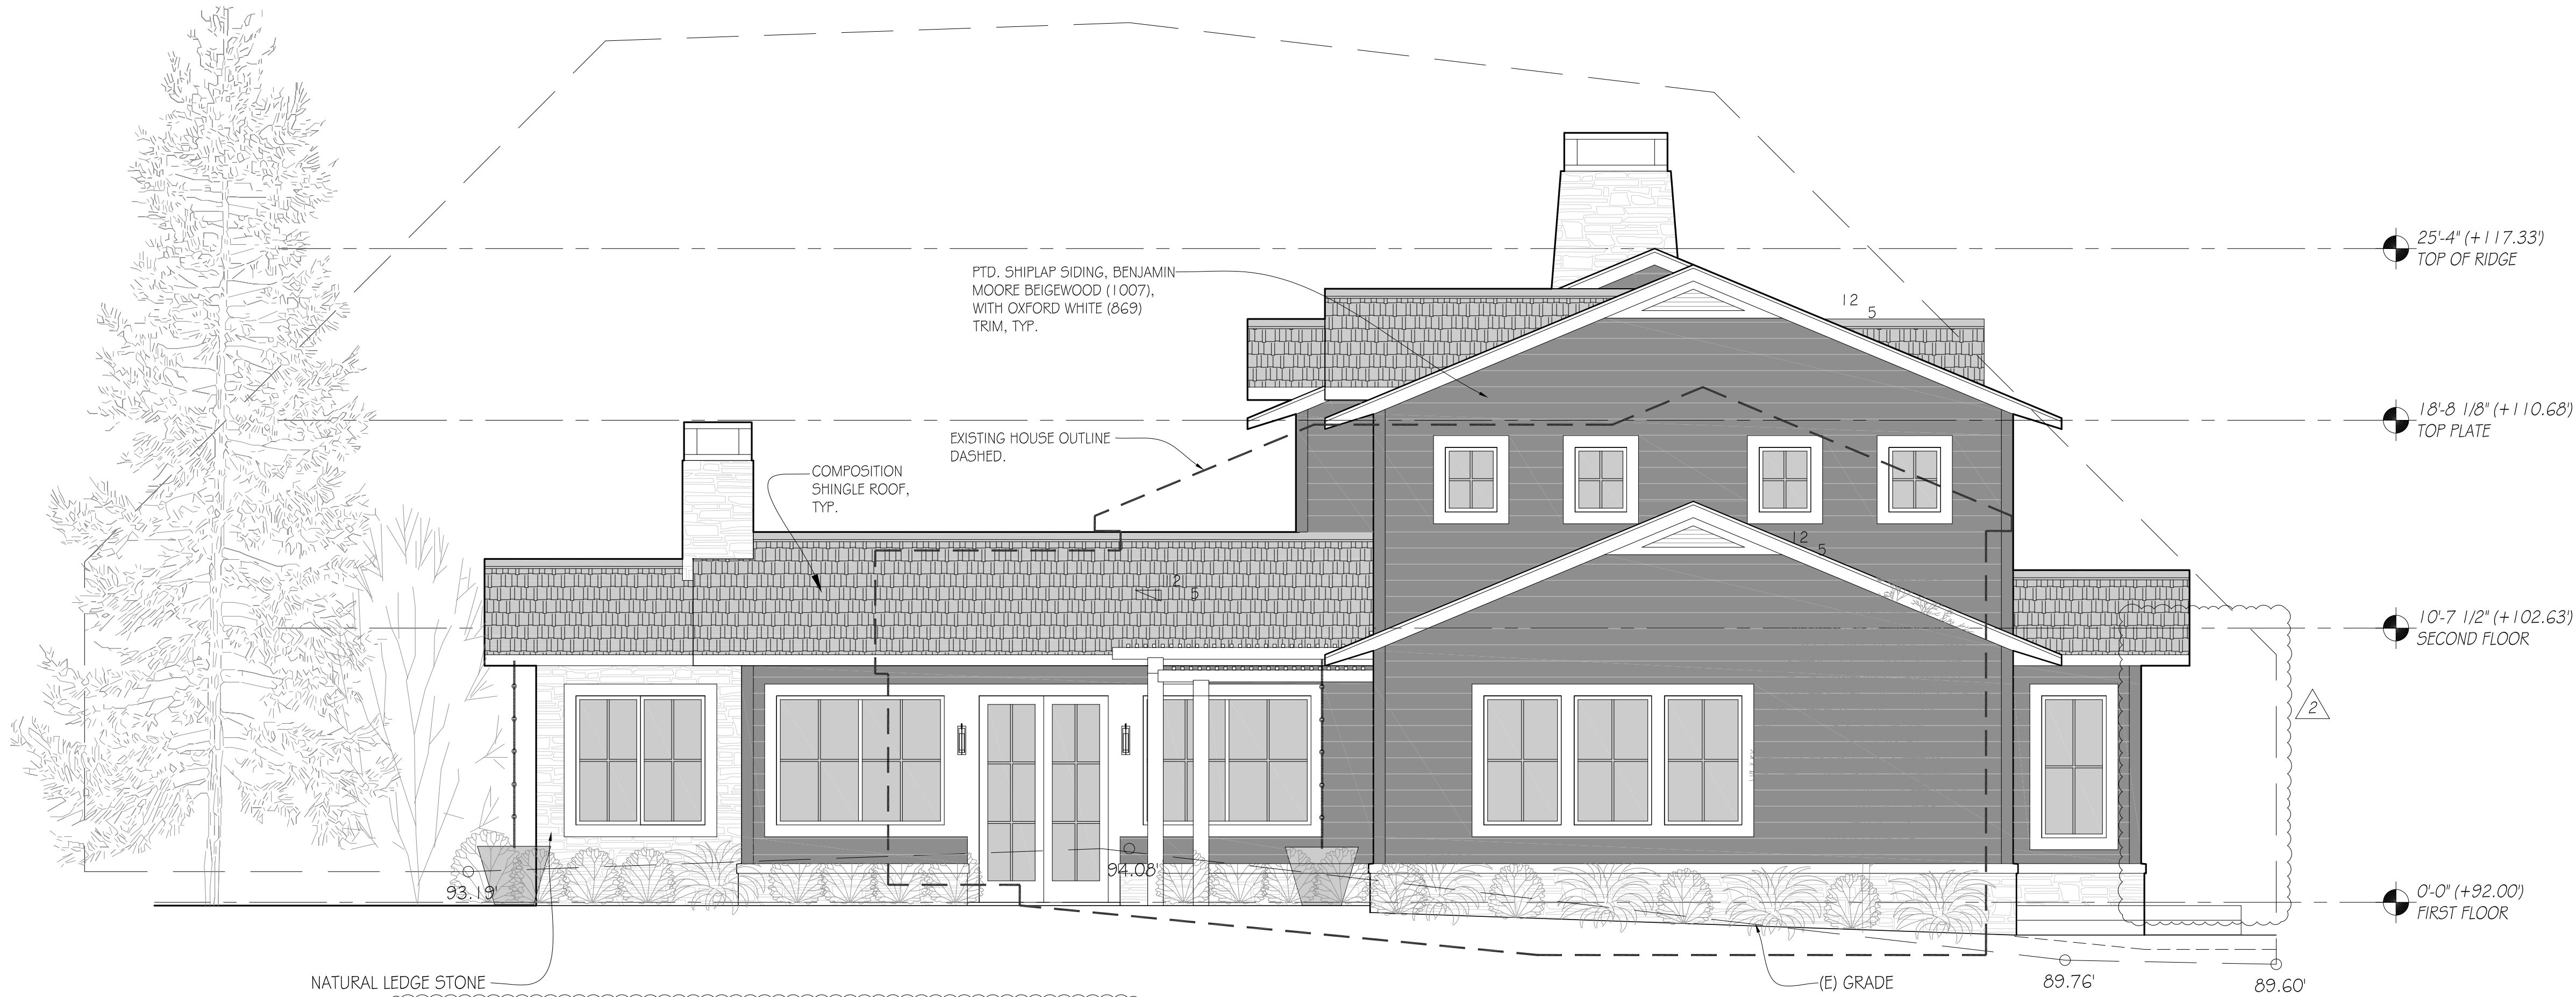 25'-4" (+117.33')
TOP OF RIDGE
PTD. SHIPLAP SIDING, BENJAMIN
MOORE BEIGEWOOD (1007),
WITH OXFORD WHITE (869)
TRIM, TYP.
12
5
18'-8 1/8" (+110.68')
TOP PLATE
EXISTING HOUSE OUTLINE
DASHED.
COMPOSITION
SHINGLE ROOF,
TYP.
12
5
12
5
10'-7 1/2" (+102.63')
SECOND FLOOR
2
93.19'
94.08'
0'-0" (+92.00')
FIRST FLOOR
NATURAL LEDGE STONE
(E) GRADE
89.76'
89.60'